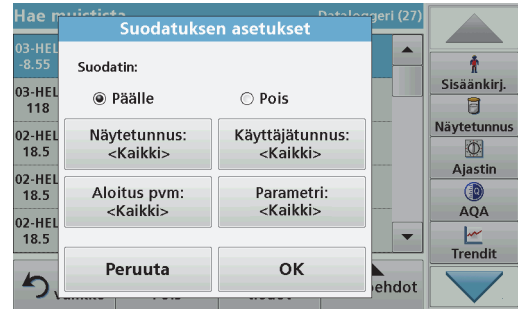 Hae muistista Dataloggeri (27)
Suodatuksen asetukset
Suodatin:
Päälle
Pois
Näytetunnus:
<Kaikki>
Käyttäjätunnus:
<Kaikki>
Aloitus pvm:
<Kaikki>
Parametri:
<Kaikki>
Peruuta
OK
03-HEL
-8.55
03-HEL
118
02-HEL
18.5
02-HEL
18.5
02-HEL
18.5
Sisäänkirj.
Näytetunnus
Ajastin
AQA
Trendit